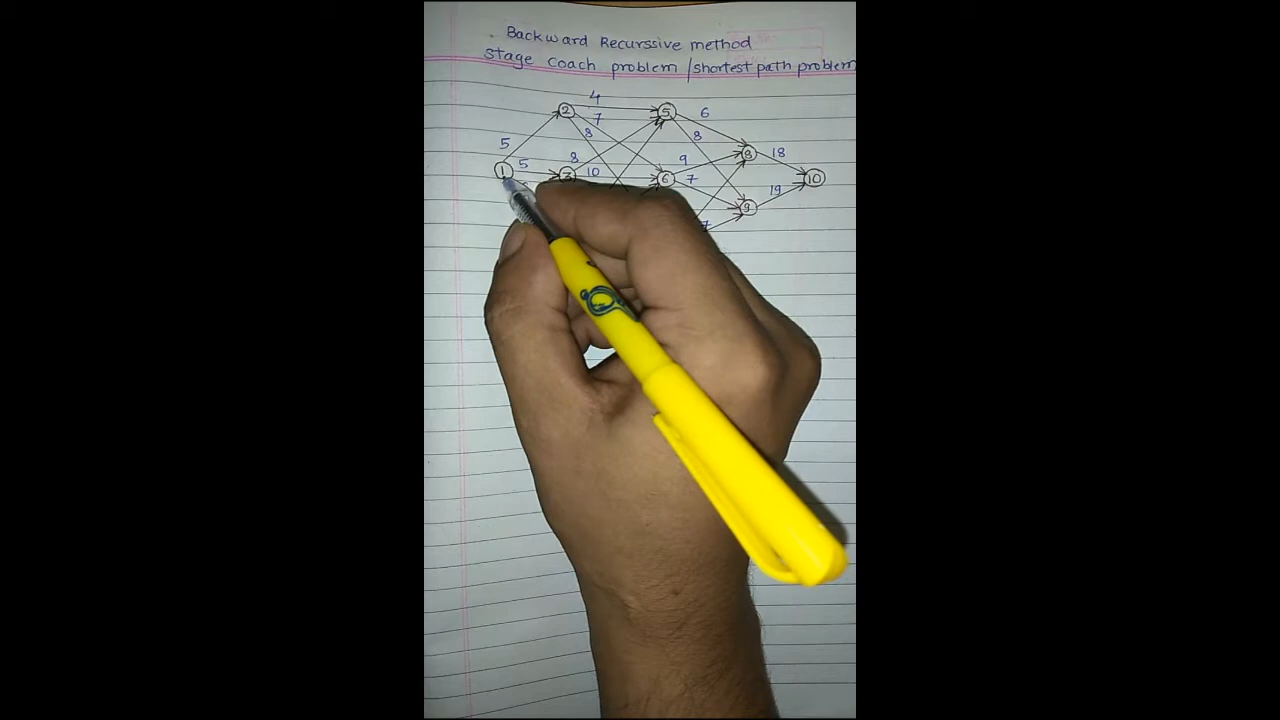 Backward Recurssive method
stage coach problem /shortest path problem
4
2 5 6
7
8 8
5 8 18
8 9
1 5 3 10 6 7 10
19
9
7